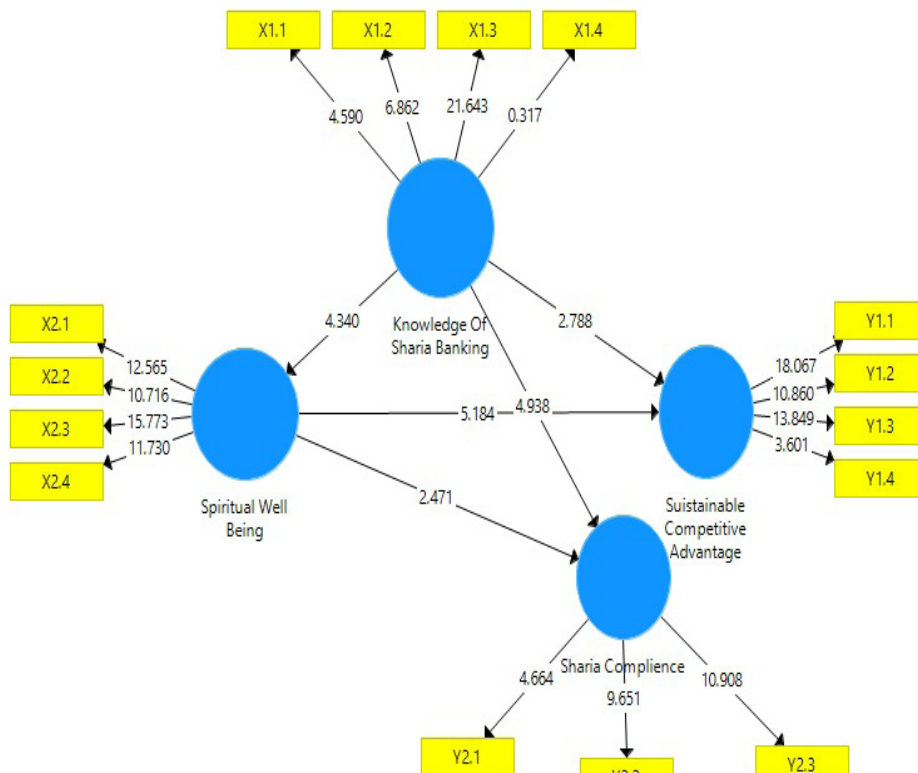 X1.1
X1.2
X1.3
X1.4
4.590
6.862
21.643
0.317
Knowledge Of
Sharia Banking
4.340
2.788
X2.1
X2.2
X2.3
X2.4
12.565
10.716
15.773
11.730
5.184
4.938
18.067
10.860
13.849
3.601
Y1.1
Y1.2
Y1.3
Y1.4
Spiritual Well
Being
2.471
Suistainable
Competitive
Advantage
Sharia Complience
4.664
9.651
10.908
Y2.1
Y2.3